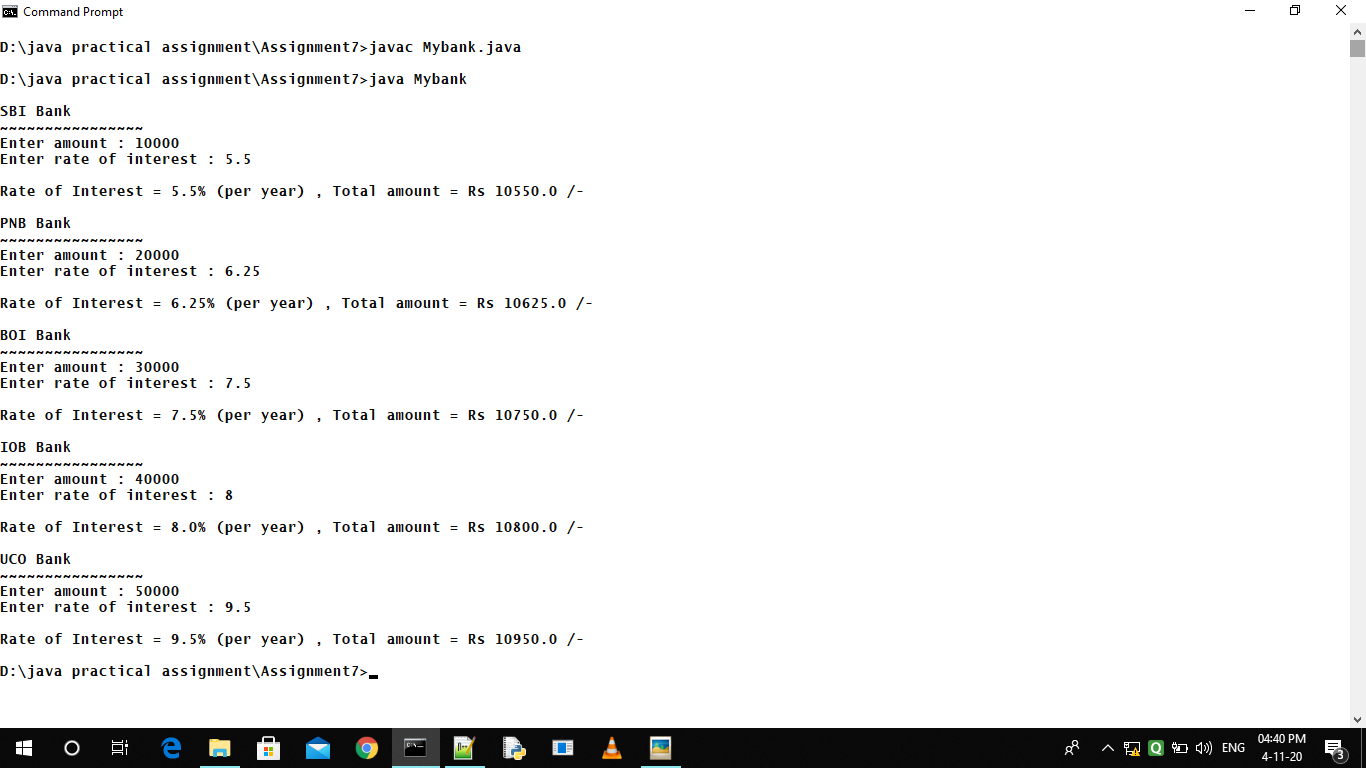 Command Prompt
D:\java practical assignment\Assignment7>javac Mybank.java
D:\java practical assignment\Assignment7>java Mybank
SBI Bank
~~~~~~~~~~~~~~~~
Enter amount : 10000
Enter rate of interest : 5.5
Rate of Interest = 5.5% (per year) , Total amount = Rs 10550.0 /-
PNB Bank
~~~~~~~~~~~~~~~~
Enter amount : 20000
Enter rate of interest : 6.25
Rate of Interest = 6.25% (per year) , Total amount = Rs 10625.0 /-
BOI Bank
~~~~~~~~~~~~~~~~
Enter amount : 30000
Enter rate of interest : 7.5
Rate of Interest = 7.5% (per year) , Total amount = Rs 10750.0 /-
IOB Bank
~~~~~~~~~~~~~~~~
Enter amount : 40000
Enter rate of interest : 8
Rate of Interest = 8.0% (per year) , Total amount = Rs 10800.0 /-
UCO Bank
~~~~~~~~~~~~~~~~
Enter amount : 50000
Enter rate of interest : 9.5
Rate of Interest = 9.5% (per year) , Total amount = Rs 10950.0 /-
D:\java practical assignment\Assignment7>
ENG
04:40 PM
4-11-20
3